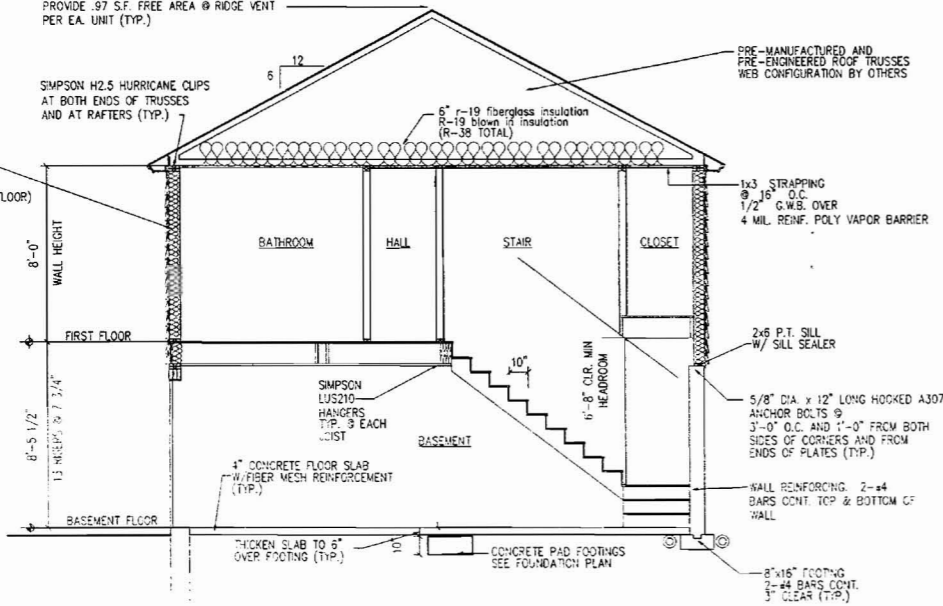 PROVIDE .97 S.F. FREE AREA @ RIDGE VENT
PER EA. UNIT (TYP.)
12
6
PRE-MANUFACTURED AND
PRE-ENGINEERED ROOF TRUSSES
WEB CONFIGURATION BY OTHERS
SIMPSON H2.5 HURRICANE CLIPS
AT BOTH ENDS OF TRUSSES
AND AT RAFTERS (TYP.)
6" r-19 fiberglass insulation
R-19 blown in insulation
(R-38 TOTAL)
1x3 STRAPPING
@ 16" O.C.
1/2" G.W.B. OVER
4 MIL. REINF. POLY VAPOR BARRIER
8'-0"
WALL HEIGHT
BATHROOM
HALL
STAIR
CLOSET
FIRST FLOOR
2x6 P.T. SILL
W/ SILL SEALER
10"
6'-8" CLR. MIN
HEADROOM
SIMPSON
LUS210
HANGERS
TYP. @ EACH
JOIST
5/8" DIA. x 12" LONG HOOKED A307
ANCHOR BOLTS @
3'-0" O.C. AND 1'-0" FROM BOTH
SIDES OF CORNERS AND FROM
ENDS OF PLATES (TYP.)
8'-5 1/2"
13 RISERS @ 7 3/4"
BASEMENT
4" CONCRETE FLOOR SLAB
W/FIBER MESH REINFORCEMENT
(TYP.)
WALL REINFORCING. 2-#4
BARS CONT. TOP & BOTTOM OF
WALL
BASEMENT FLOOR
THICKEN SLAB TO 6"
OVER FOOTING (TYP.)
10"
CONCRETE PAD FOOTINGS
SEE FOUNDATION PLAN
8"x16" FOOTING
2-#4 BARS CONT.
3" CLEAR (TYP.)